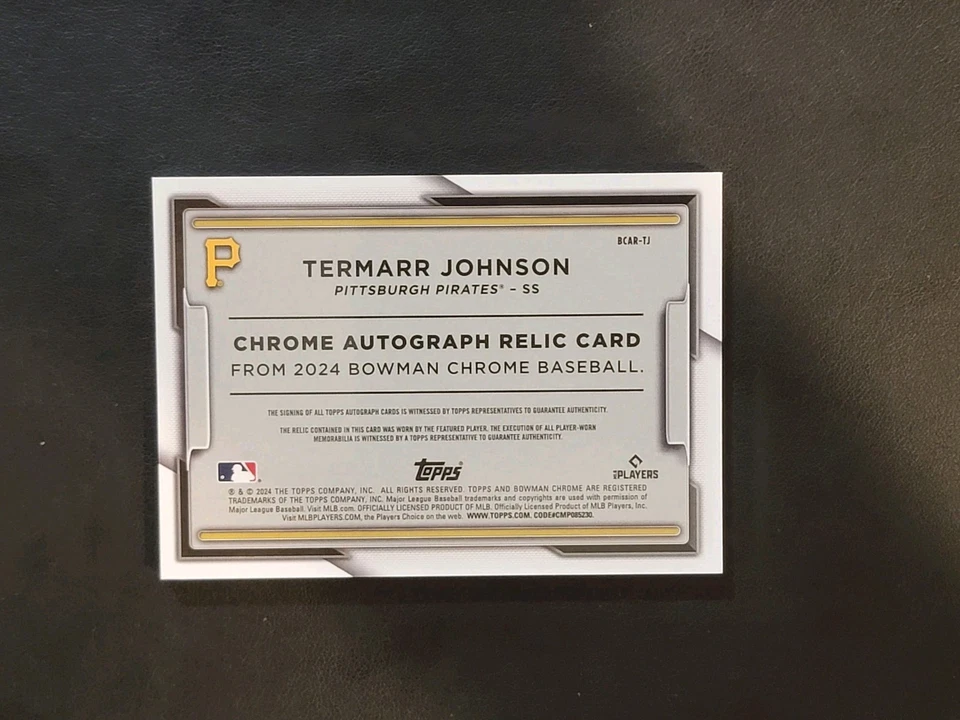 P
BCAR-TJ
TERMARR JOHNSON
PITTSBURGH PIRATES® – SS
CHROME AUTOGRAPH RELIC CARD
FROM 2024 BOWMAN CHROME BASEBALL.
THE SIGNING OF ALL TOPPS AUTOGRAPH CARDS IS WITNESSED BY TOPPS REPRESENTATIVES TO GUARANTEE AUTHENTICITY.
THE RELIC CONTAINED IN THIS CARD WAS WORN BY THE FEATURED PLAYER. THE EXECUTION OF ALL PLAYER-WORN
MEMORABILIA IS WITNESSED BY A TOPPS REPRESENTATIVE TO GUARANTEE AUTHENTICITY.
topps®
MLBPLAYERS
® & © 2024 THE TOPPS COMPANY, INC. ALL RIGHTS RESERVED. TOPPS AND BOWMAN CHROME ARE REGISTERED
TRADEMARKS OF THE TOPPS COMPANY, INC. Major League Baseball trademarks and copyrights are used with permission of
Major League Baseball. Visit MLB.com. OFFICIALLY LICENSED PRODUCT OF MLB. Officially Licensed Product of MLB Players, Inc.
Visit MLBPLAYERS.COM, the Players Choice on the web. WWW.TOPPS.COM. CODE#CMP085230.